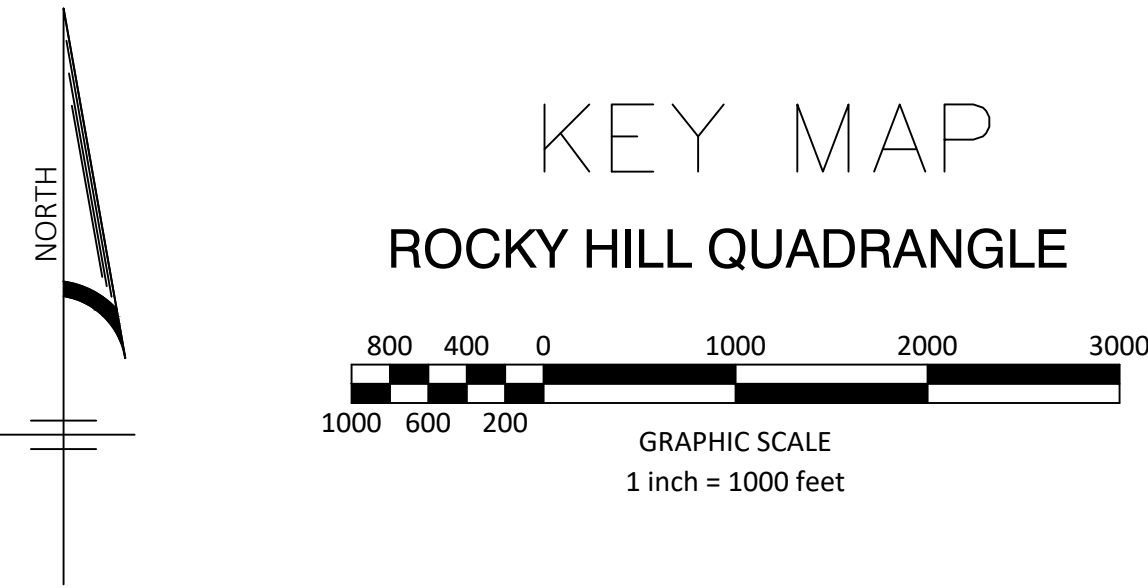 NORTH
KEY MAP
ROCKY HILL QUADRANGLE
800 400 0 1000 2000 3000
1000 600 200
GRAPHIC SCALE
1 inch = 1000 feet